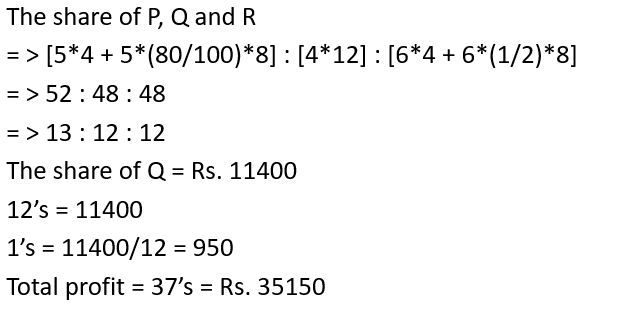 The share of P, Q and R
= > [5*4 + 5*(80/100)*8] : [4*12] : [6*4 + 6*(1/2)*8]
= > 52 : 48 : 48
= > 13 : 12 : 12
The share of Q = Rs. 11400
12’s = 11400
1’s = 11400/12 = 950
Total profit = 37’s = Rs. 35150